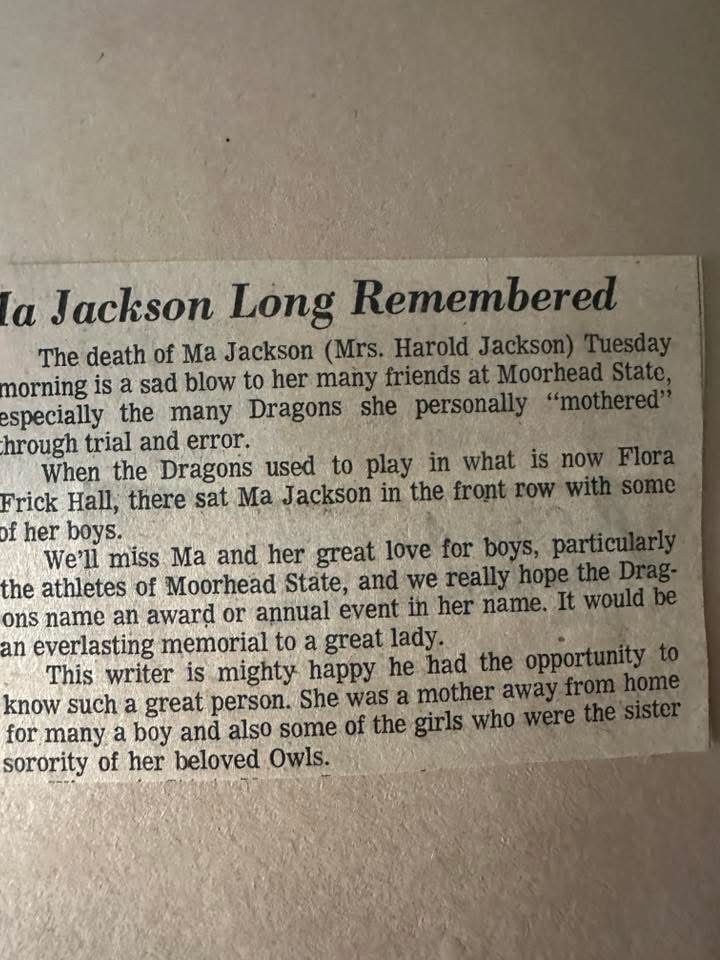 Ma Jackson Long Remembered
The death of Ma Jackson (Mrs. Harold Jackson) Tuesday
morning is a sad blow to her many friends at Moorhead State,
especially the many Dragons she personally "mothered"
through trial and error.
When the Dragons used to play in what is now Flora
Frick Hall, there sat Ma Jackson in the front row with some
of her boys.
We'll miss Ma and her great love for boys, particularly
the athletes of Moorhead State, and we really hope the Drag-
ons name an award or annual event in her name. It would be
an everlasting memorial to a great lady.
This writer is mighty happy he had the opportunity to
know such a great person. She was a mother away from home
for many a boy and also some of the girls who were the sister
sorority of her beloved Owls.